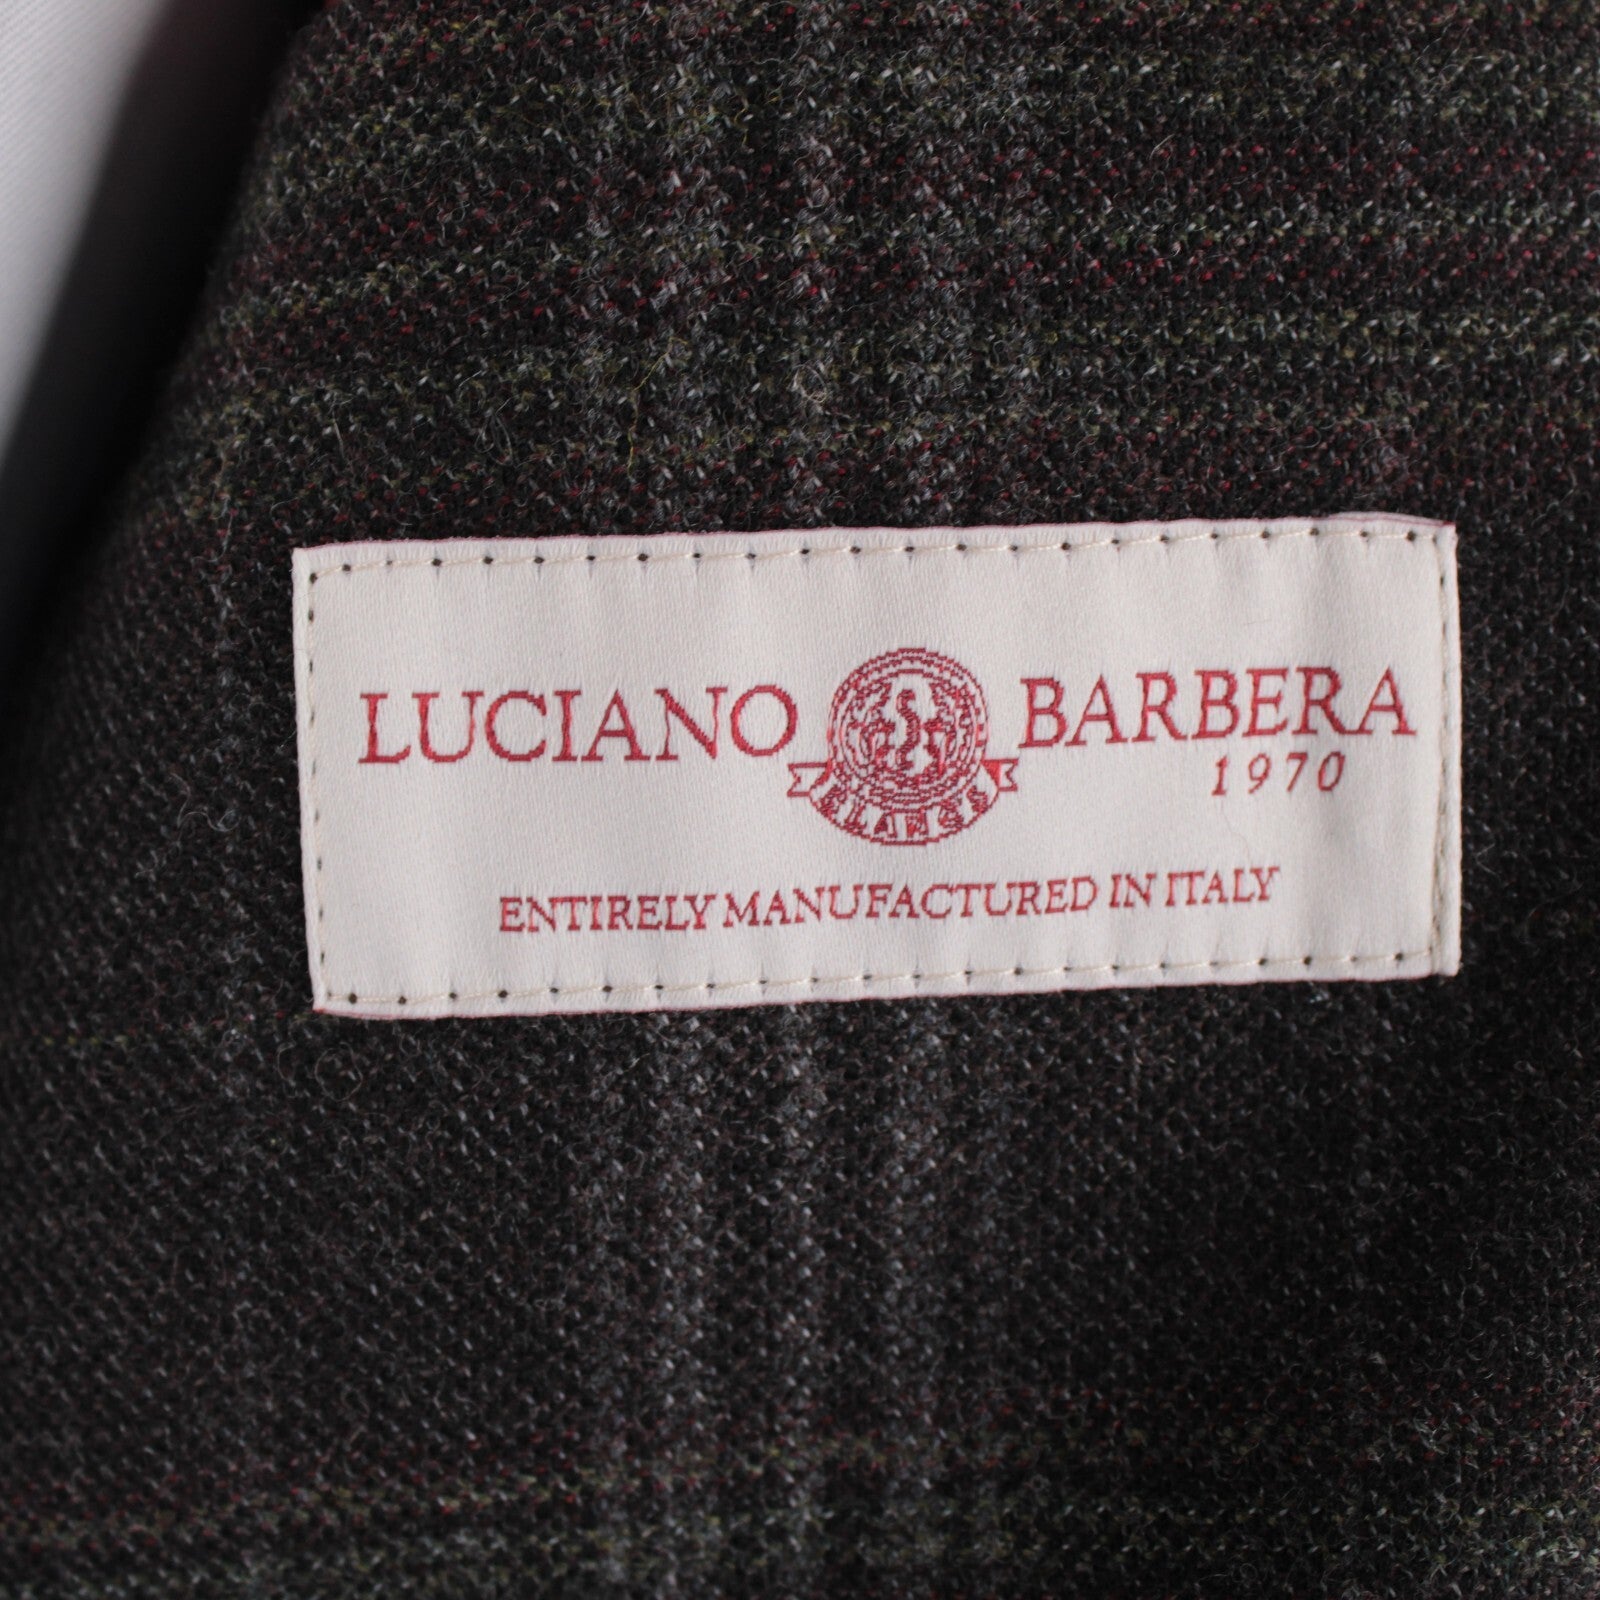 LUCIANO BARBERA
1970
ENTIRELY MANUFACTURED IN ITALY